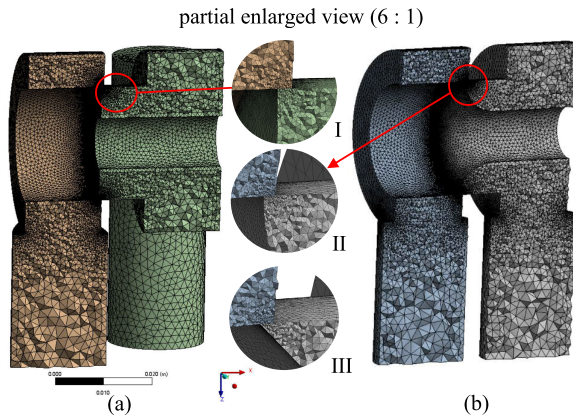 partial enlarged view (6 : 1)
I
II
III
0.000
0.020 (m)
0.010
X
Z
(a)
(b)